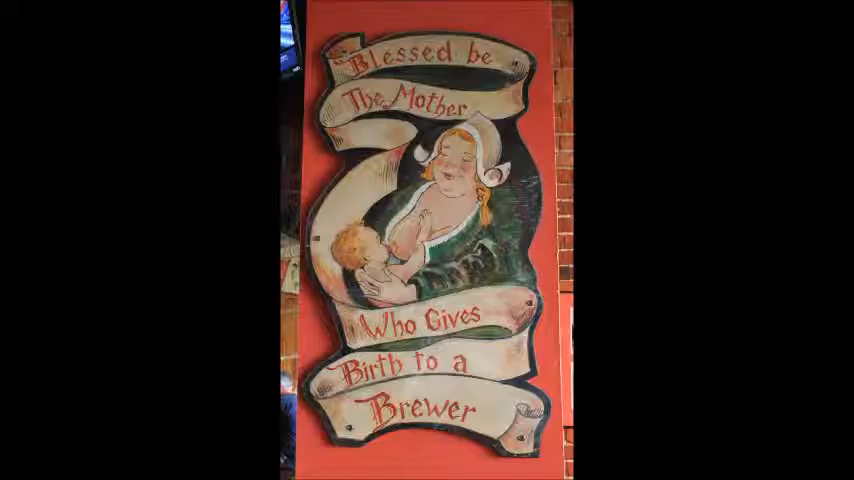 Blessed be
The Mother
Who Gives
Birth to a
Brewer